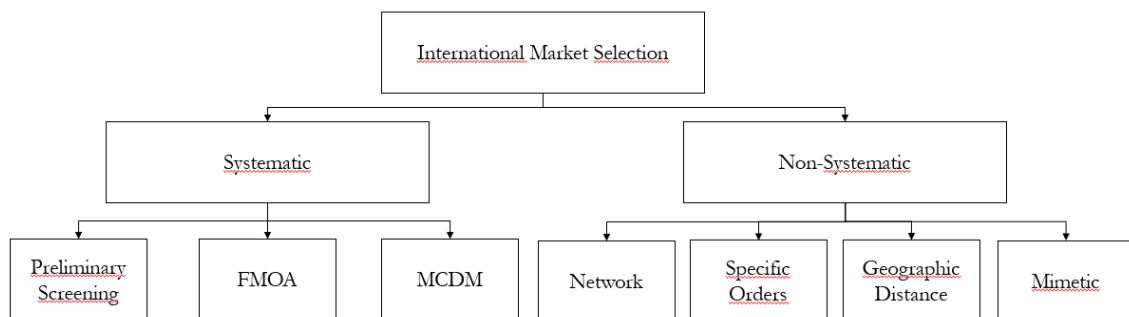 International Market Selection
Systematic
Non-Systematic
Preliminary
Screening
FMOA
MCDM
Network
Specific
Orders
Geographic
Distance
Mimetic